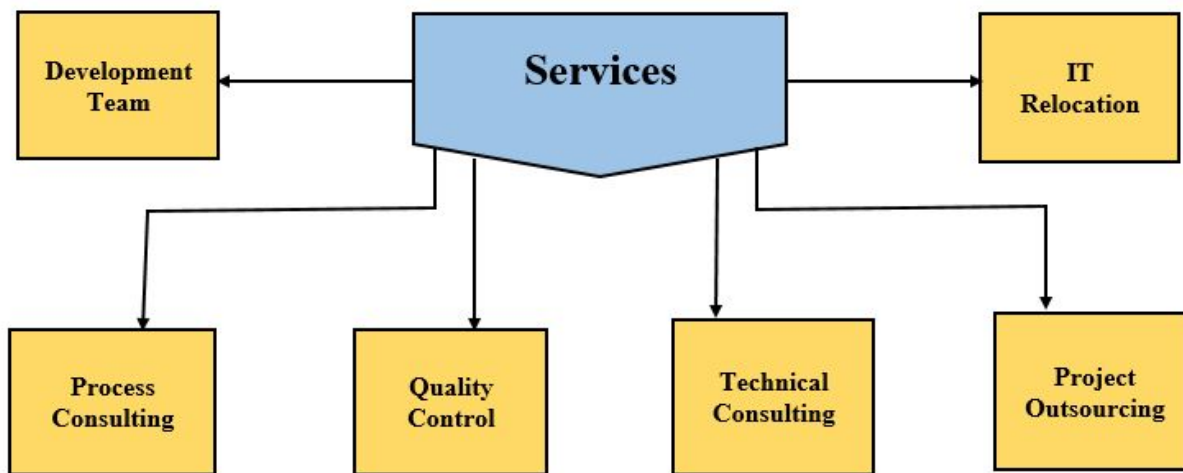 Services
Development
Team
IT
Relocation
Process
Consulting
Quality
Control
Technical
Consulting
Project
Outsourcing